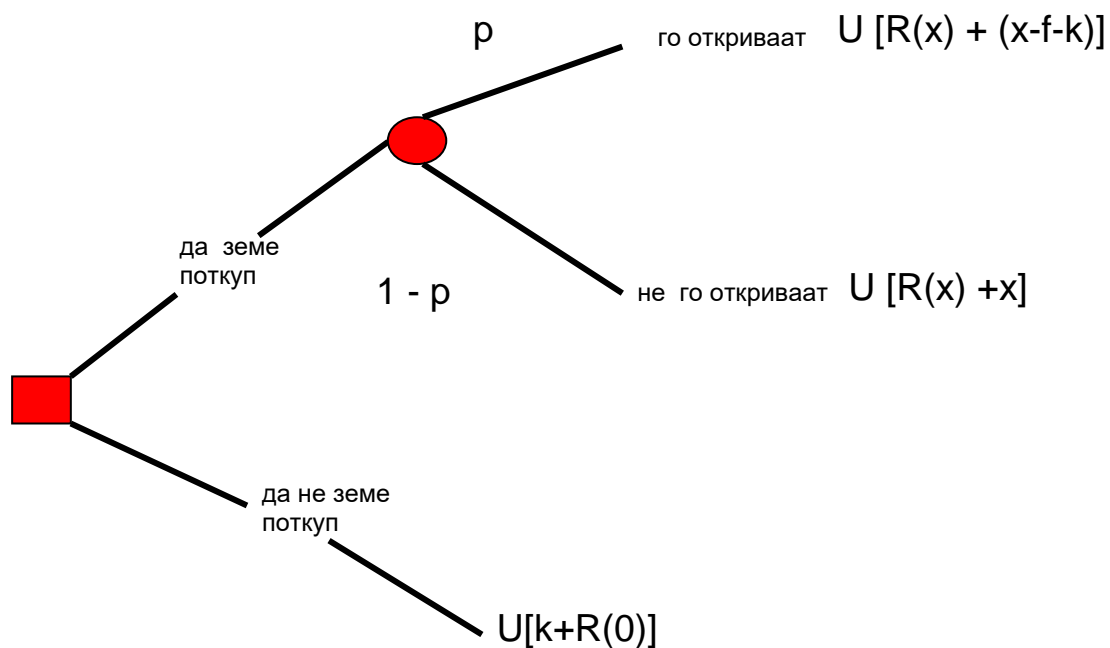 p
го откриваат U [R(x) + (x-f-k)]
да земе
поткуп
1 - p
не го откриваат U [R(x) +x]
да не земе
поткуп
U[k+R(0)]